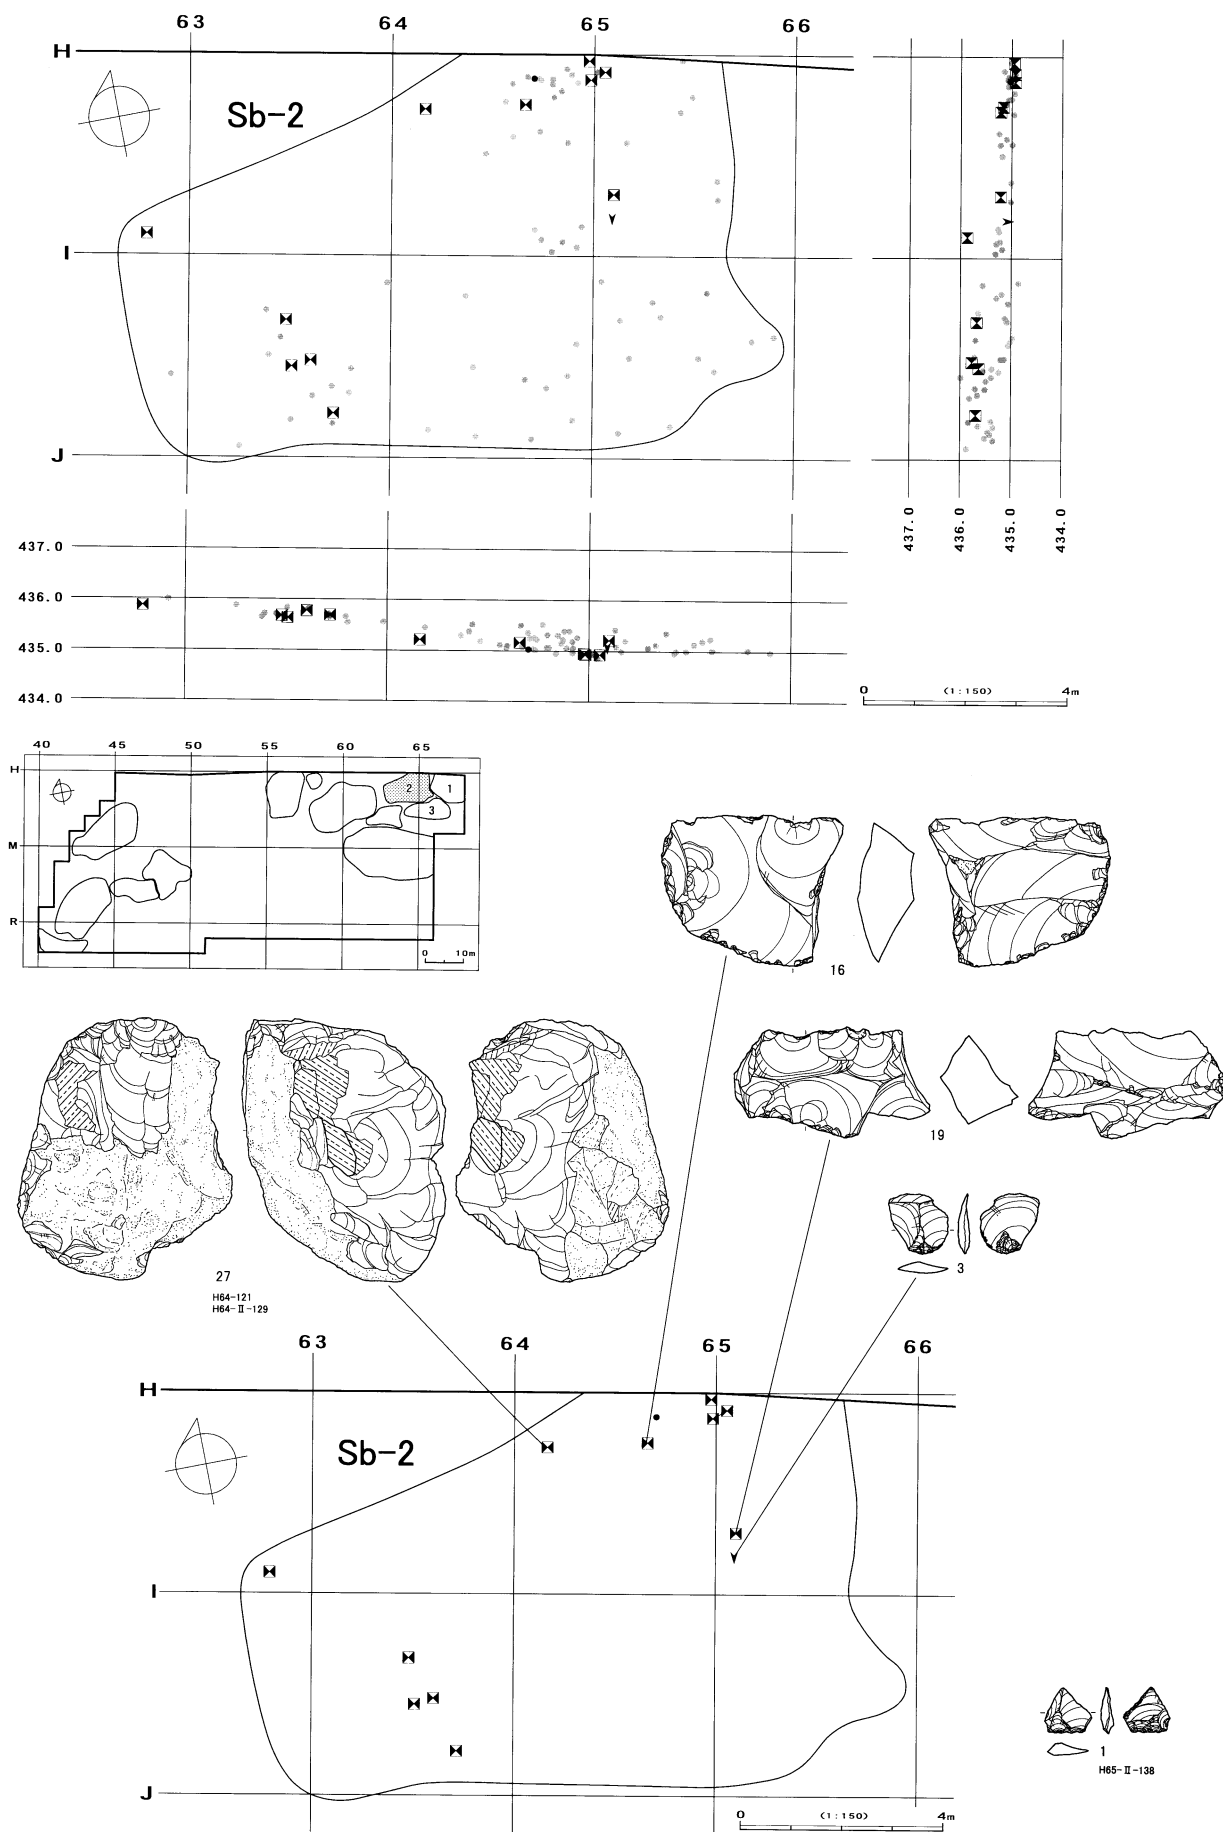 63 64 65 66
H
Sb-2
I
J
437.0 436.0 435.0 434.0
437.0
436.0
435.0
434.0
0 (1:150) 4m
40 45 50 55 60 65
H
2 1
3
M
R
0 10m
16
19
3
27
H64-121
H64-Ⅱ-129
63 64 65 66
H
Sb-2
I
J
1
H65-Ⅱ-138
0 (1:150) 4m